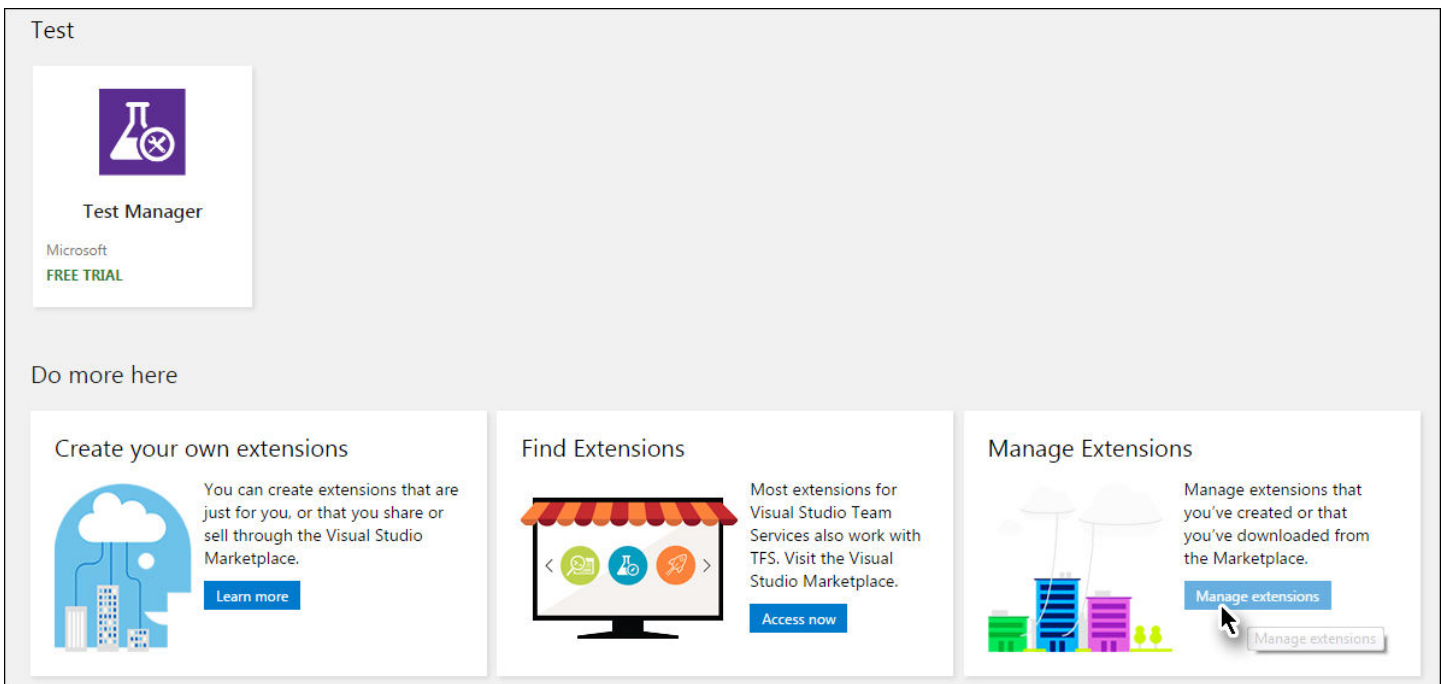 Test
Test Manager
Microsoft
FREE TRIAL
Do more here
Create your own extensions
You can create extensions that are
just for you, or that you share or
sell through the Visual Studio
Marketplace.
Learn more
Find Extensions
Most extensions for
Visual Studio Team
Services also work with
TFS. Visit the Visual
Studio Marketplace.
Access now
Manage Extensions
Manage extensions that
you've created or that
you've downloaded from
the Marketplace.
Manage extensions
Manage extensions